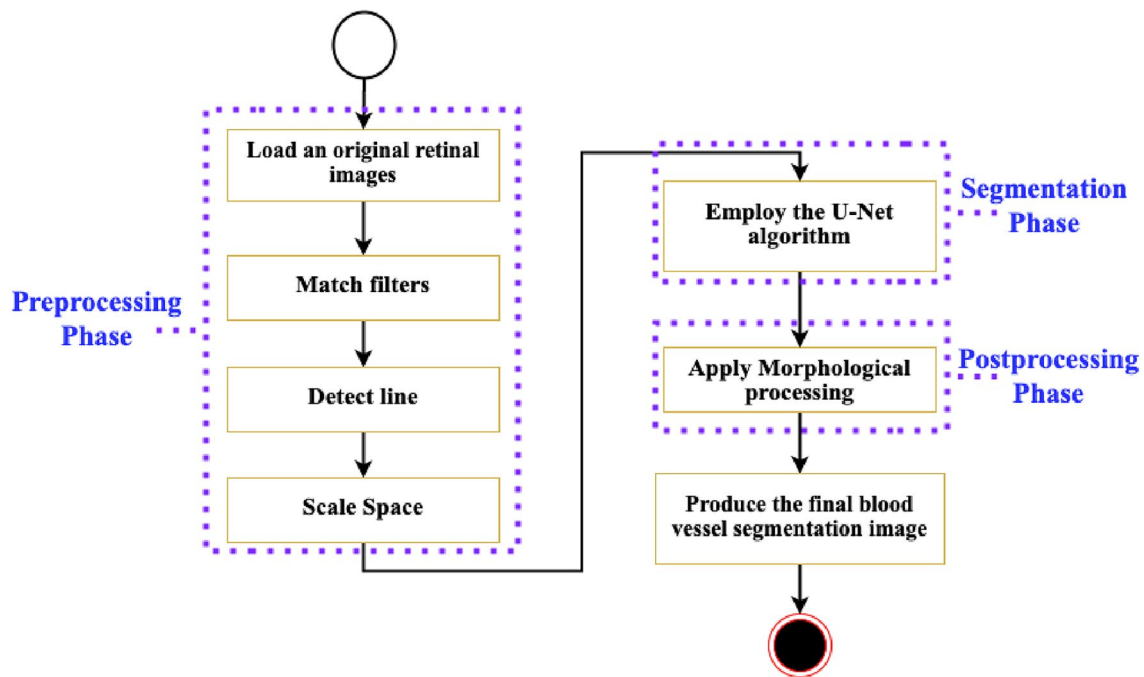 Load an original retinal
images
Match filters
Preprocessing
Phase
Detect line
Scale Space
Employ the U-Net
algorithm
Segmentation
Phase
Apply Morphological
processing
Postprocessing
Phase
Produce the final blood
vessel segmentation image